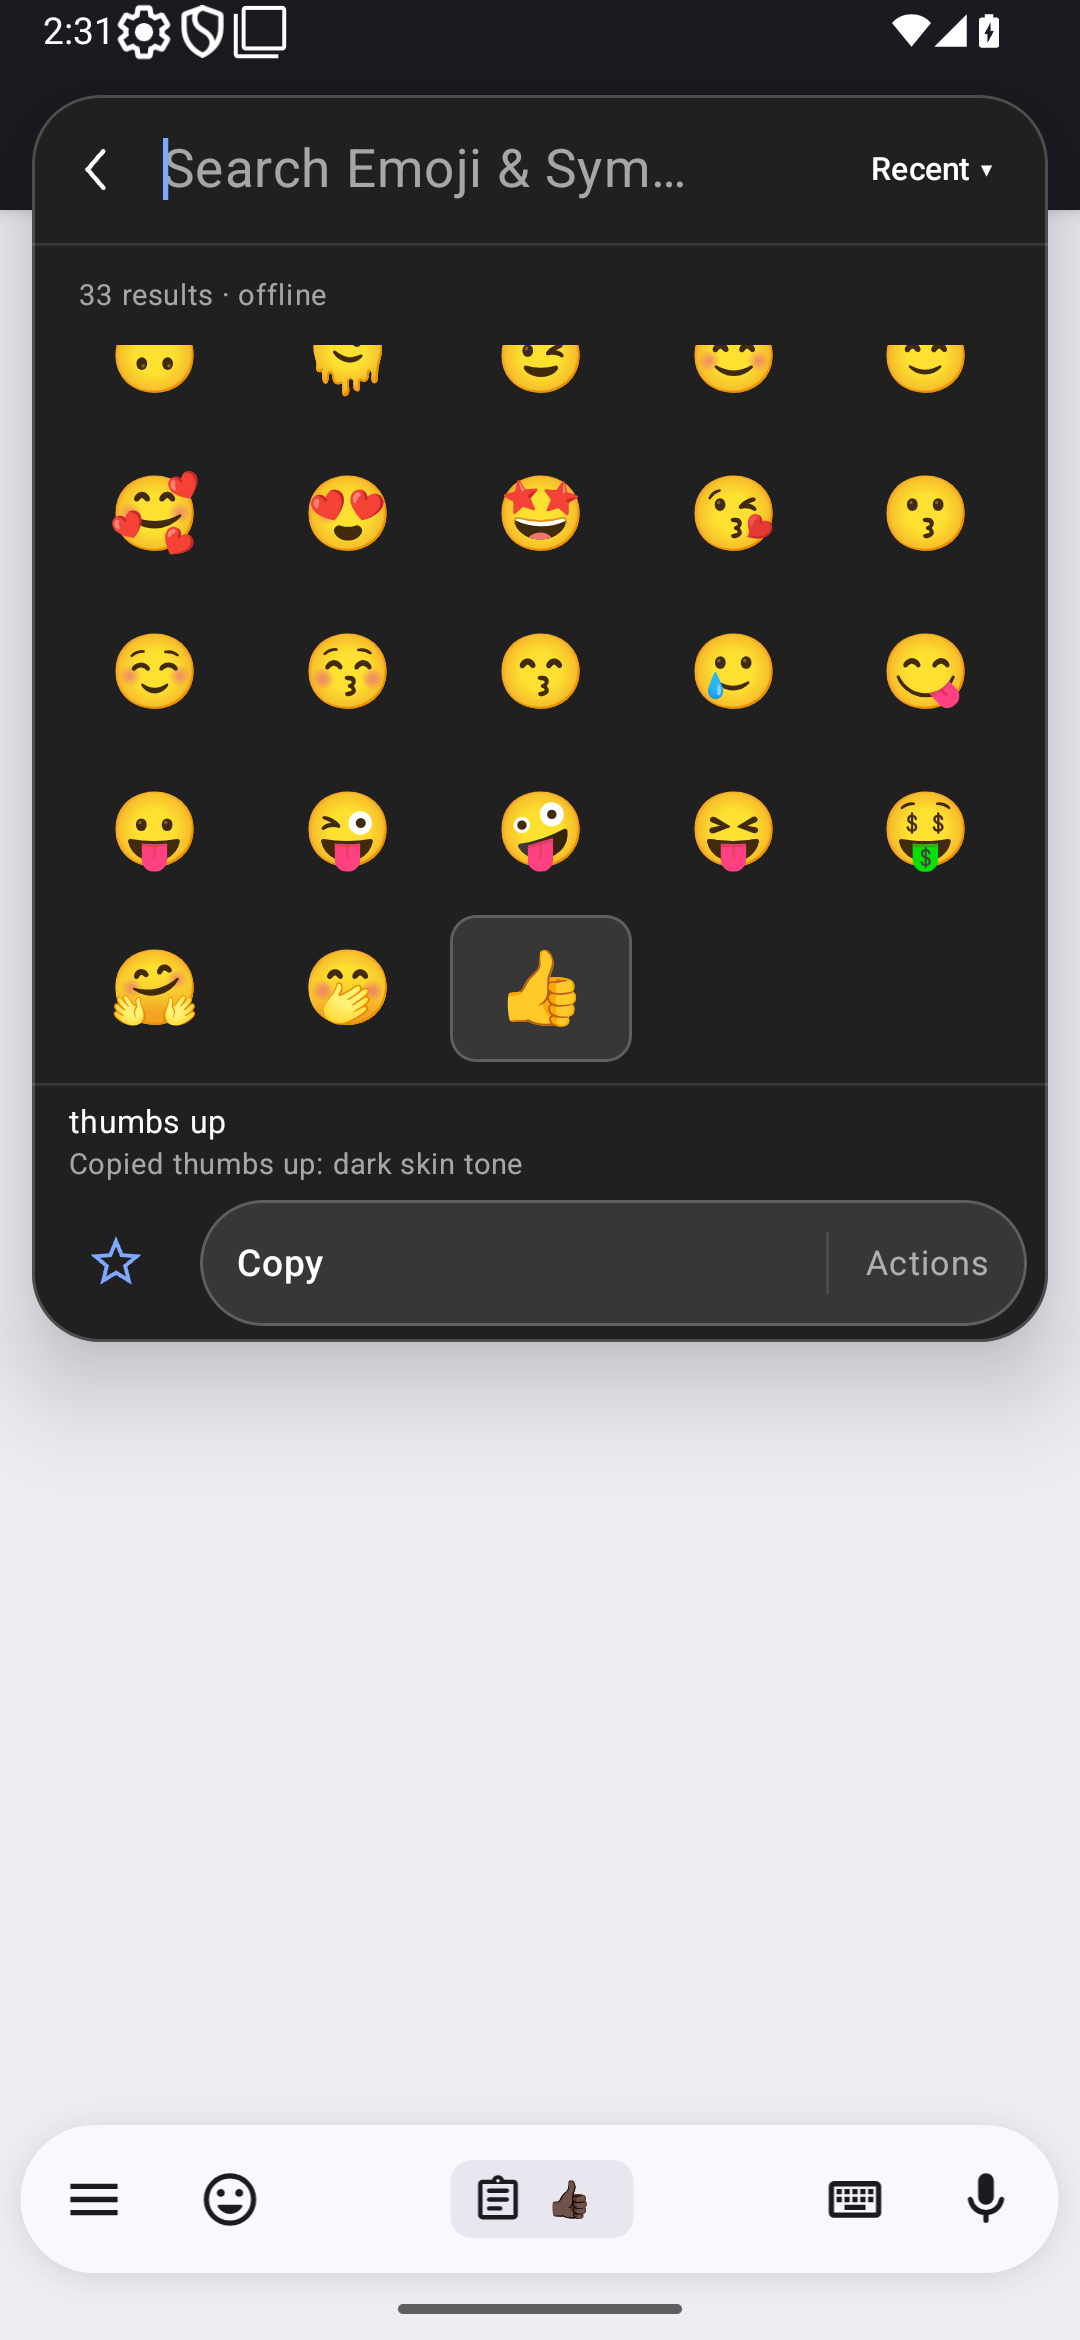 2:31
Search Emoji & Sym…
Recent ▾
33 results · offline
thumbs up
Copied thumbs up: dark skin tone
Copy
Actions